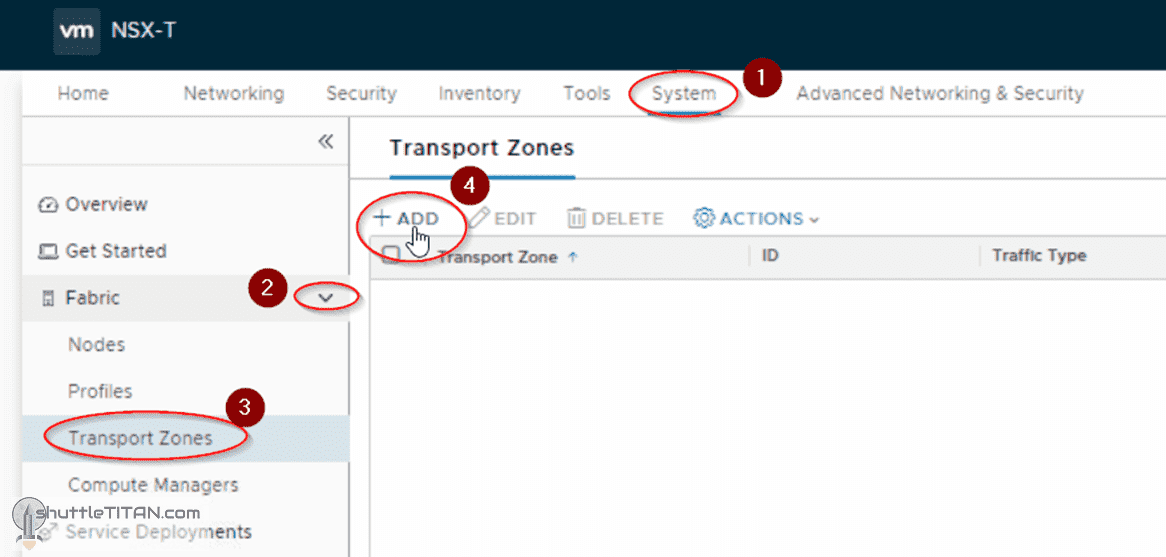 vm NSX-T
Home Networking Security Inventory Tools System 1 Advanced Networking & Security
«
Transport Zones
4
+ ADD EDIT DELETE ACTIONS
Transport Zone ↑ ID Traffic Type
Overview
Get Started
2
Fabric
Nodes
Profiles
3
Transport Zones
Compute Managers
shuttleTITAN.com
Service Deployments